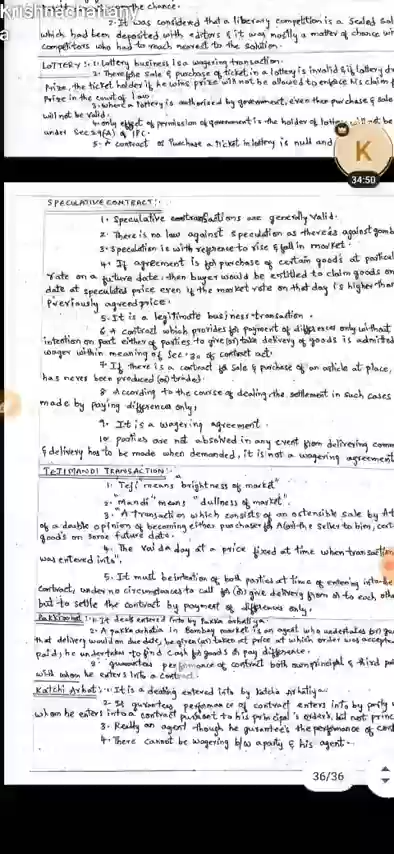 krishnachaitany
the chance.
2. It was considered that a liberary competition is a Sealed Sol
which had been deposited with editors & it was mostly a matter of chance
competitors who had to reach nearest to the solution.
LOTTERY :- 1. Lottery business is a wagering transaction.
2. Therefore Sale & purchase of ticket in a lottery is invalid & if lottery
Prize, the ticket holder if he wins prize will not be allowed to enforce his claim
Prize in the court of law.
3. Where a lottery is authorised by government, even then purchase & sale
will not be valid.
4. only effect of permission of government is the holder of will not be
under Sec 294(A) of IPC.
5. A contract of Purchase a ticket in lottery is null and
K
34:50
SPECULATIVE CONTRACT :-
1. Speculative are generally valid.
2. There is no law against speculation as there is against gamb
3. Speculation is with reference to rise & fall in market.
4. If agreement is for purchase of certain goods at particul
rate on a future date, then buyer would be entitled to claim goods on
date at speculated price even if the market rate on that day is higher than
previously agreed price.
5. It is a legitimate business transaction.
6. A contract which provides for payment of differences only without
intention on part either of parties to give (or) take delivery of goods is admitted
wager within meaning of Sec. 30 of contract act.
7. If there is a contract for Sale & purchase of an article at place,
has never been produced (or) traded.
8. According to the course of dealing the settlement in such cases
made by paying difference only,
9. It is a wagering agreement.
10. parties are not absolved in any event from delivering comm
& delivery has to be made when demanded, it is not a wagering agreement
TEJIMANDI TRANSACTION :-
1. Teji "means brightness of market"
2. "Mandi" means "dullness of market".
3. "A transaction which consists of an ostensible sale by A t
of a double opinion of becoming either purchaser A (or) the seller to him, cert
goods on some future date.
4. The day at a price fixed at time when transaction
was entered into",
5. It must be intention of both parties at time of entering into the
contract, under no circumstances to call for (or) give delivery from to each othe
but to settle the contract by payment of difference only,
:- 1. It deals entered into by Pakka arhatiya.
2. A pakka arhatia in Bombay market is an agent who undertakes
that delivery would on due date, be given (or) taken at price at which order was accepte
paid; he undertakes to find Cash for goods or pay difference.
3. guarantees performance of contract both own principal & third pa
with whom he enters into a contract.
Katchi Arhat :- 1. It is a dealing entered into by katcha Arhatiya.
2. It guarantees performance of contract enters into by party
whom he enters into a contract pursuant to his principal's orders, but not princ
3. Really an agent though he guarantee's the performance of cont
4. There cannot be wagering b/w a party & his agent.
36/36